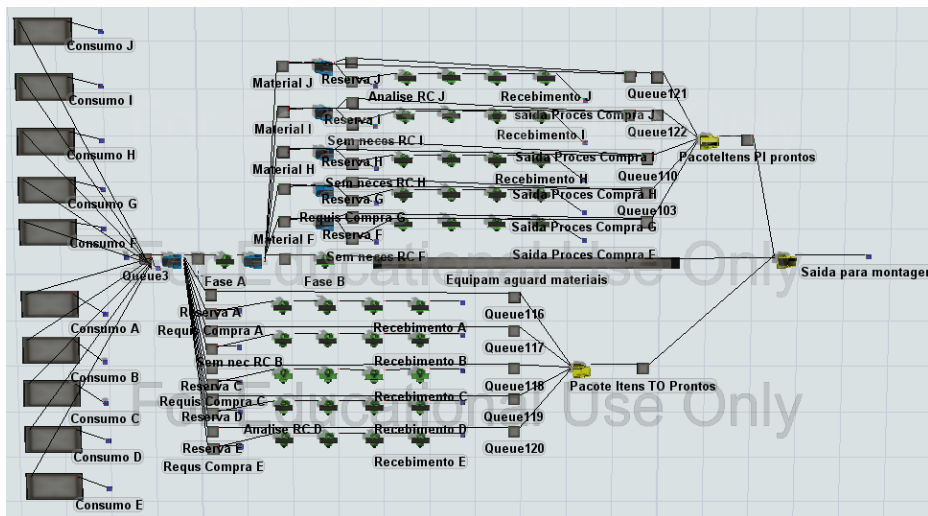 Consumo J
Consumo I
Consumo H
Consumo G
Consumo F
Queue3
Consumo A
Consumo B
Consumo C
Consumo D
Consumo E
Material J
Reserva J
Analise RC J
Recebimento J
Queue121
Material I
Reserva I
saida Proces Compra J
Queue122
Sem necos RC I
Recebimento I
Material H
Reserva H
Saida Proces Compra I
PacoteItens PI prontos
Sem neces RC H
Recebimento H
Queue110
Reserva G
Saida Proces Compra H
Requis Compra G
Queue103
Material F
Reserva F
Saida Proces Compra G
Sem neces RC F
Saida Proces Compra F
For Educational Use Only
Fase A
Fase B
Equipam aguard materiais
Saida para montagem
Reserva A
Requis Compra A
Recebimento A
Queue116
Sem nec RC B
Recebimento B
Queue117
Reserva C
Requis Compra C
Recebimento C
Queue118
Pacote Itens TO Prontos
For Educational Use Only
Reserva D
Analise RC D
Recebimento D
Queue119
Reserva E
Requs Compra E
Recebimento E
Queue120